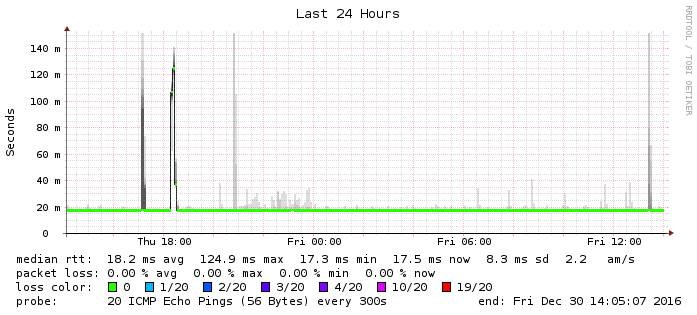 Last 24 Hours
RRDTOOL / TOBI OETIKER
Seconds
140 m
120 m
100 m
80 m
60 m
40 m
20 m
0
Thu 18:00 Fri 00:00 Fri 06:00 Fri 12:00
median rtt: 18.2 ms avg 124.9 ms max 17.3 ms min 17.5 ms now 8.3 ms sd 2.2 am/s
packet loss: 0.00 % avg 0.00 % max 0.00 % min 0.00 % now
loss color: 0 1/20 2/20 3/20 4/20 10/20 19/20
probe: 20 ICMP Echo Pings (56 Bytes) every 300s end: Fri Dec 30 14:05:07 2016